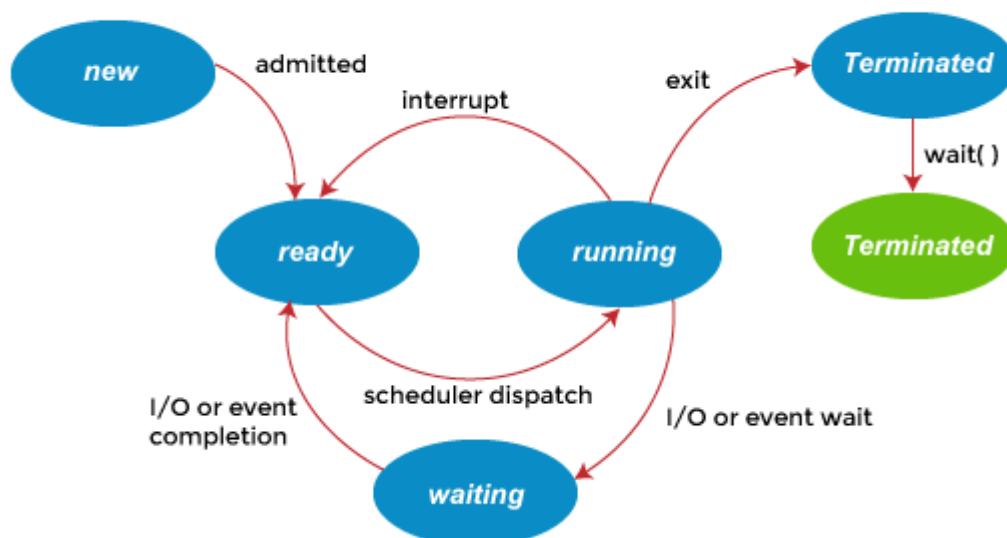 new
admitted
interrupt
exit
Terminated
wait( )
ready
running
Terminated
scheduler dispatch
I/O or event
completion
I/O or event wait
waiting